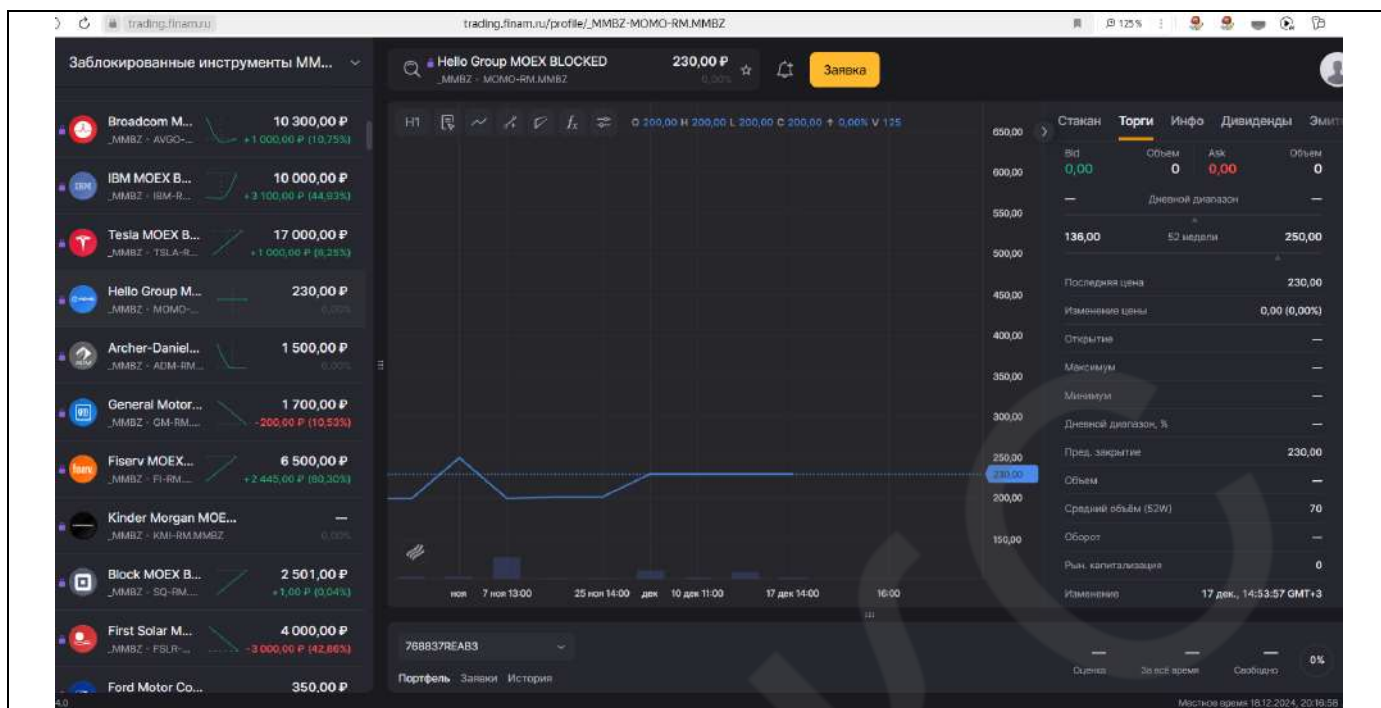 trading.finam.ru
trading.finam.ru/profile/_MMBZ-MOMO-RM.MMBZ
125 %
Заблокированные инструменты ММ...
Hello Group MOEX BLOCKED
_MMBZ - MOMO-RM.MMBZ
230,00 ₽
0,00%
Заявка
Broadcom M...
10 300,00 ₽
_MMBZ - AVGO-...
+1 000,00 ₽ (10,75%)
IBM MOEX B...
10 000,00 ₽
_MMBZ - IBM-R...
+3 100,00 ₽ (44,93%)
Tesla MOEX B...
17 000,00 ₽
_MMBZ - TSLA-R...
+1 000,00 ₽ (6,25%)
Hello Group M...
230,00 ₽
_MMBZ - MOMO-...
0,00%
Archer-Daniel...
1 500,00 ₽
_MMBZ - ADM-RM...
0,00%
General Motor...
1 700,00 ₽
_MMBZ - GM-RM....
-200,00 ₽ (10,53%)
Fiserv MOEX...
6 500,00 ₽
_MMBZ - FI-RM....
+2 445,00 ₽ (60,30%)
Kinder Morgan MOE...
—
_MMBZ - KMI-RM.MMBZ
0,00%
Block MOEX B...
2 501,00 ₽
_MMBZ - SQ-RM....
+1,00 ₽ (0,04%)
First Solar M...
4 000,00 ₽
_MMBZ - FSLR-...
-3 000,00 ₽ (42,86%)
Ford Motor Co...
350,00 ₽
4.0
H1
O 200,00 H 200,00 L 200,00 C 200,00 + 0,00% V 125
650,00
600,00
550,00
500,00
450,00
400,00
350,00
300,00
250,00
230,00
200,00
150,00
ноя
7 ноя 13:00
25 ноя 14:00
дек
10 дек 11:00
17 дек 14:00
16:00
Стакан
Торги
Инфо
Дивиденды
Эмит
Bid
Объем
Ask
Объем
0,00
0
0,00
0
—
Дневной диапазон
—
136,00
52 недели
250,00
Последняя цена
230,00
Изменение цены
0,00 (0,00%)
Открытие
—
Максимум
—
Минимум
—
Дневной диапазон, %
—
Пред. закрытие
230,00
Объем
—
Средний объём (52W)
70
Оборот
—
Рын. капитализация
0
Изменение
17 дек., 14:53:57 GMT+3
768837REAB3
Портфель
Заявки
История
—
—
—
0%
Оценка
За всё время
Свободно
Местное время 18.12.2024, 20:16:58